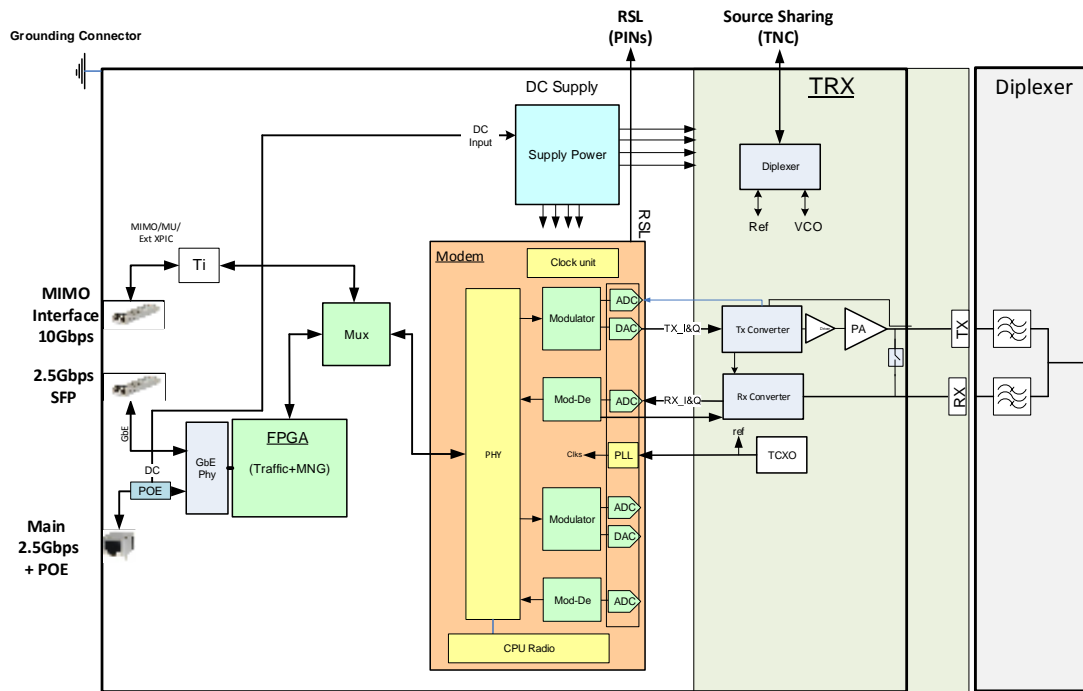 RSL
(PINs)
Source Sharing
(TNC)
Grounding Connector
TRX
Diplexer
DC Supply
DC
Input
Supply Power
Diplexer
Ref
VCO
RSL
MIMO/MU/
Ext XPIC
Ti
Modem
Clock unit
MIMO
Interface
10Gbps
Mux
Modulator
ADC
DAC
TX_I&Q
Tx Converter
Driver
PA
TX
2.5Gbps
SFP
Mod-De
ADC
RX_I&Q
Rx Converter
RX
GbE
FPGA
(Traffic+MNG)
GbE
Phy
PHY
Clks
PLL
ref
TCXO
DC
POE
Main
2.5Gbps
+ POE
Modulator
ADC
DAC
Mod-De
ADC
CPU Radio